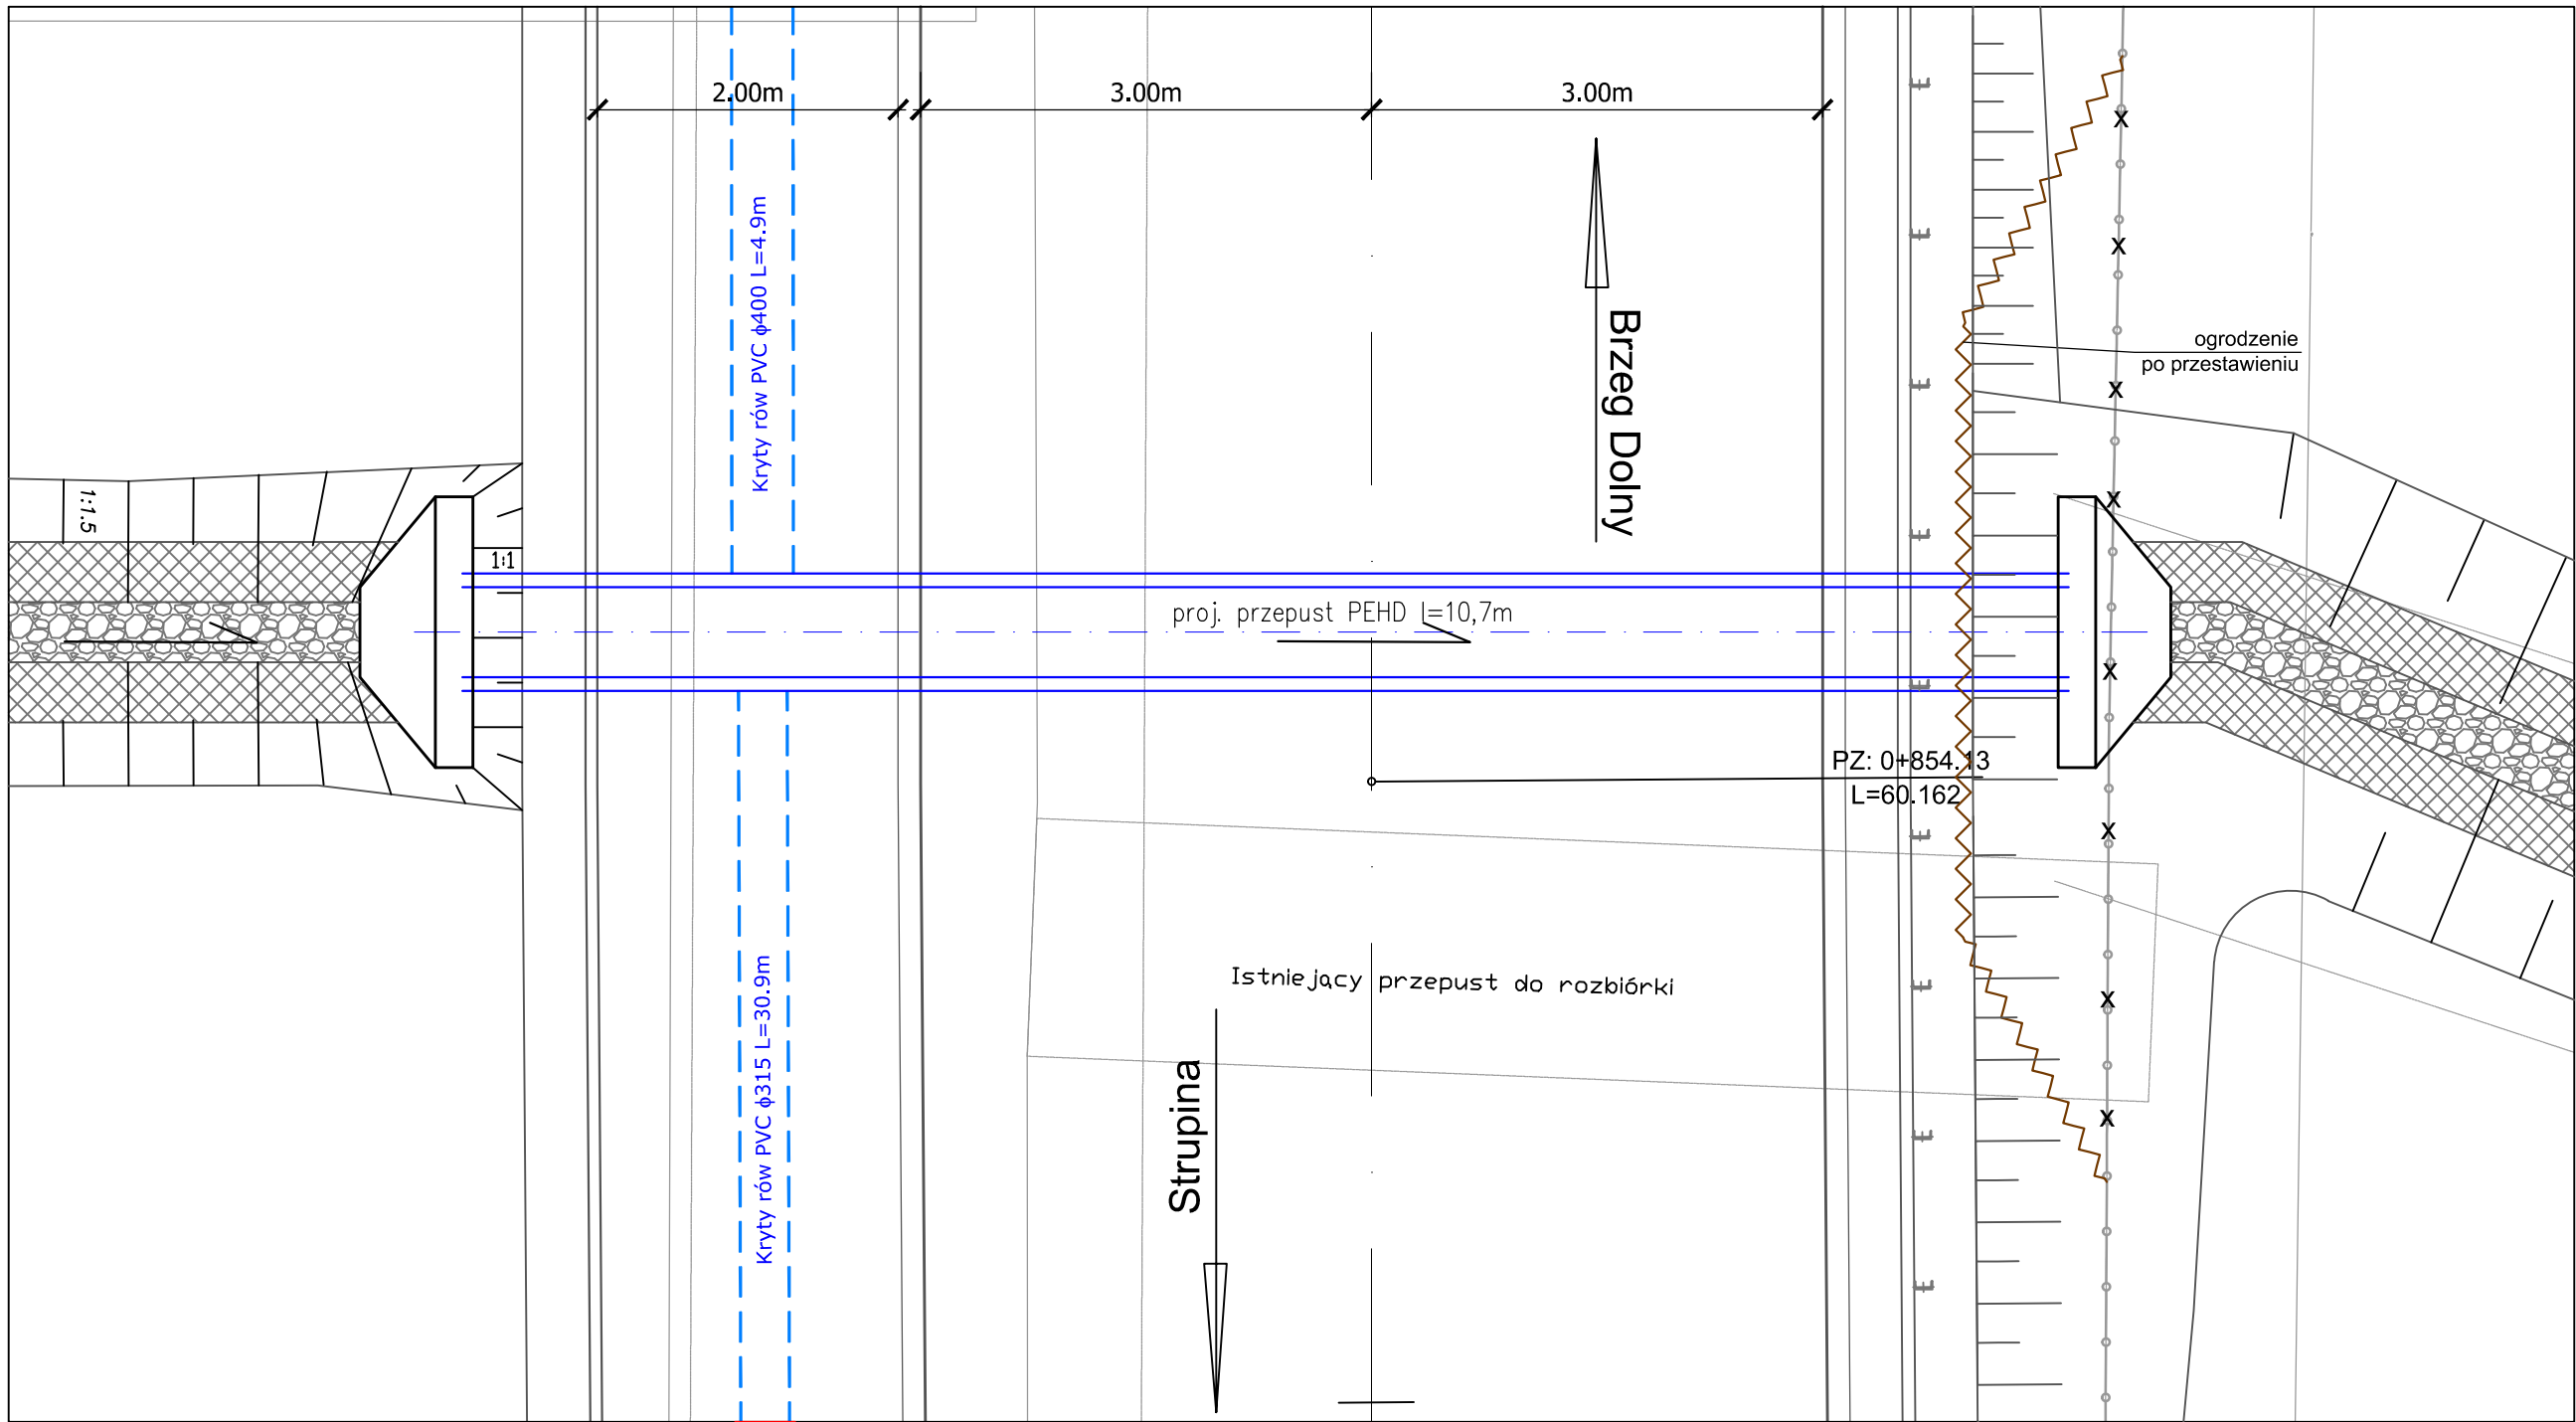 2.00m
3.00m
3.00m
Kryty rów PVC ϕ400 L=4.9m
Brzeg Dolny
ogrodzenie
po przestawieniu
1:1.5
1:1
proj. przepust PEHD l=10,7m
PZ: 0+854.13
L=60.162
Istniejący przepust do rozbiórki
Kryty rów PVC ϕ315 L=30.9m
Strupina